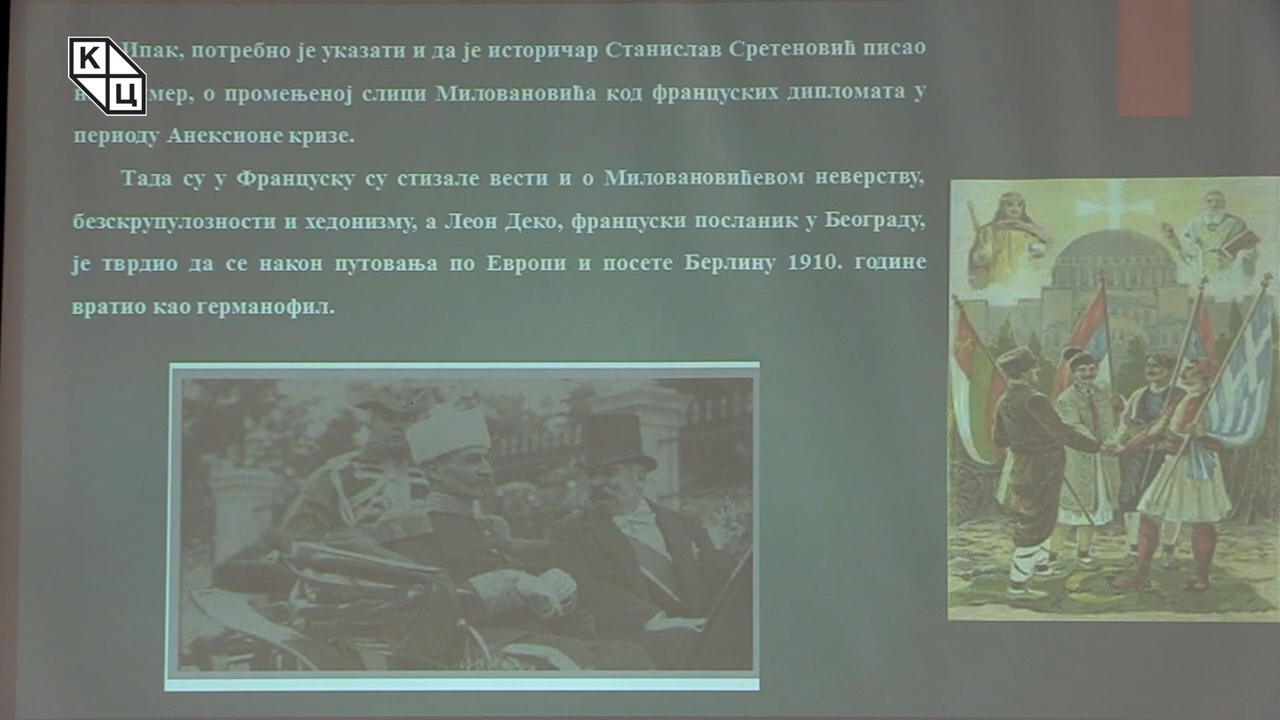 К
Ц
Ипак, потребно је указати и да је историчар Станислав Сретеновић писао
о промењеној слици Миловановића код француских дипломата у
периоду Анексионе кризе.
Тада су у Француску су стизале вести и о Миловановићевом неверству,
безскрупулозности и хедонизму, а Леон Деко, француски посланик у Београду,
је тврдио да се након путовања по Европи и посете Берлину 1910. године
вратио као германофил.